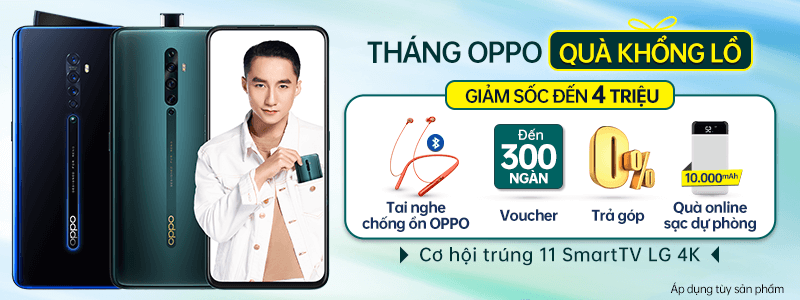 THÁNG OPPO QUÀ KHỔNG LỒ
GIẢM SỐC ĐẾN 4 TRIỆU
Tai nghe
chống ồn OPPO
Đến
300
NGÀN
Voucher
0%
Trả góp
10.000mAh
Quà online
sạc dự phòng
Cơ hội trúng 11 SmartTV LG 4K
Áp dụng tùy sản phẩm
oppo
oppo